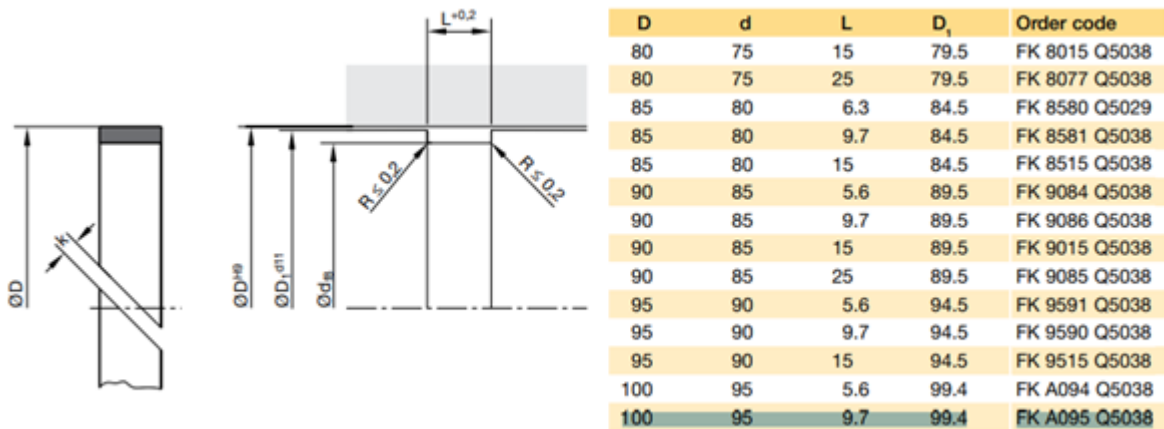 L+0,2
R ≤ 0,2
R ≤ 0,2
k
ØD
ØDH9
ØD1 d11
Ødf8
D d L D1 Order code
80 75 15 79.5 FK 8015 Q5038
80 75 25 79.5 FK 8077 Q5038
85 80 6.3 84.5 FK 8580 Q5029
85 80 9.7 84.5 FK 8581 Q5038
85 80 15 84.5 FK 8515 Q5038
90 85 5.6 89.5 FK 9084 Q5038
90 85 9.7 89.5 FK 9086 Q5038
90 85 15 89.5 FK 9015 Q5038
90 85 25 89.5 FK 9085 Q5038
95 90 5.6 94.5 FK 9591 Q5038
95 90 9.7 94.5 FK 9590 Q5038
95 90 15 94.5 FK 9515 Q5038
100 95 5.6 99.4 FK A094 Q5038
100 95 9.7 99.4 FK A095 Q5038